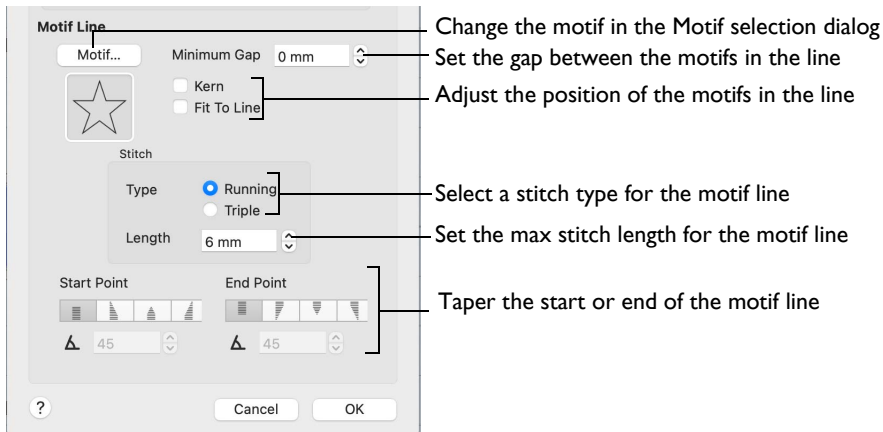 Motif Line
Change the motif in the Motif selection dialog
Motif...
Minimum Gap 0 mm
Set the gap between the motifs in the line
Kern
Fit To Line
Adjust the position of the motifs in the line
Stitch
Type
Running
Triple
Select a stitch type for the motif line
Length 6 mm
Set the max stitch length for the motif line
Start Point
End Point
Taper the start or end of the motif line
45
45
?
Cancel
OK